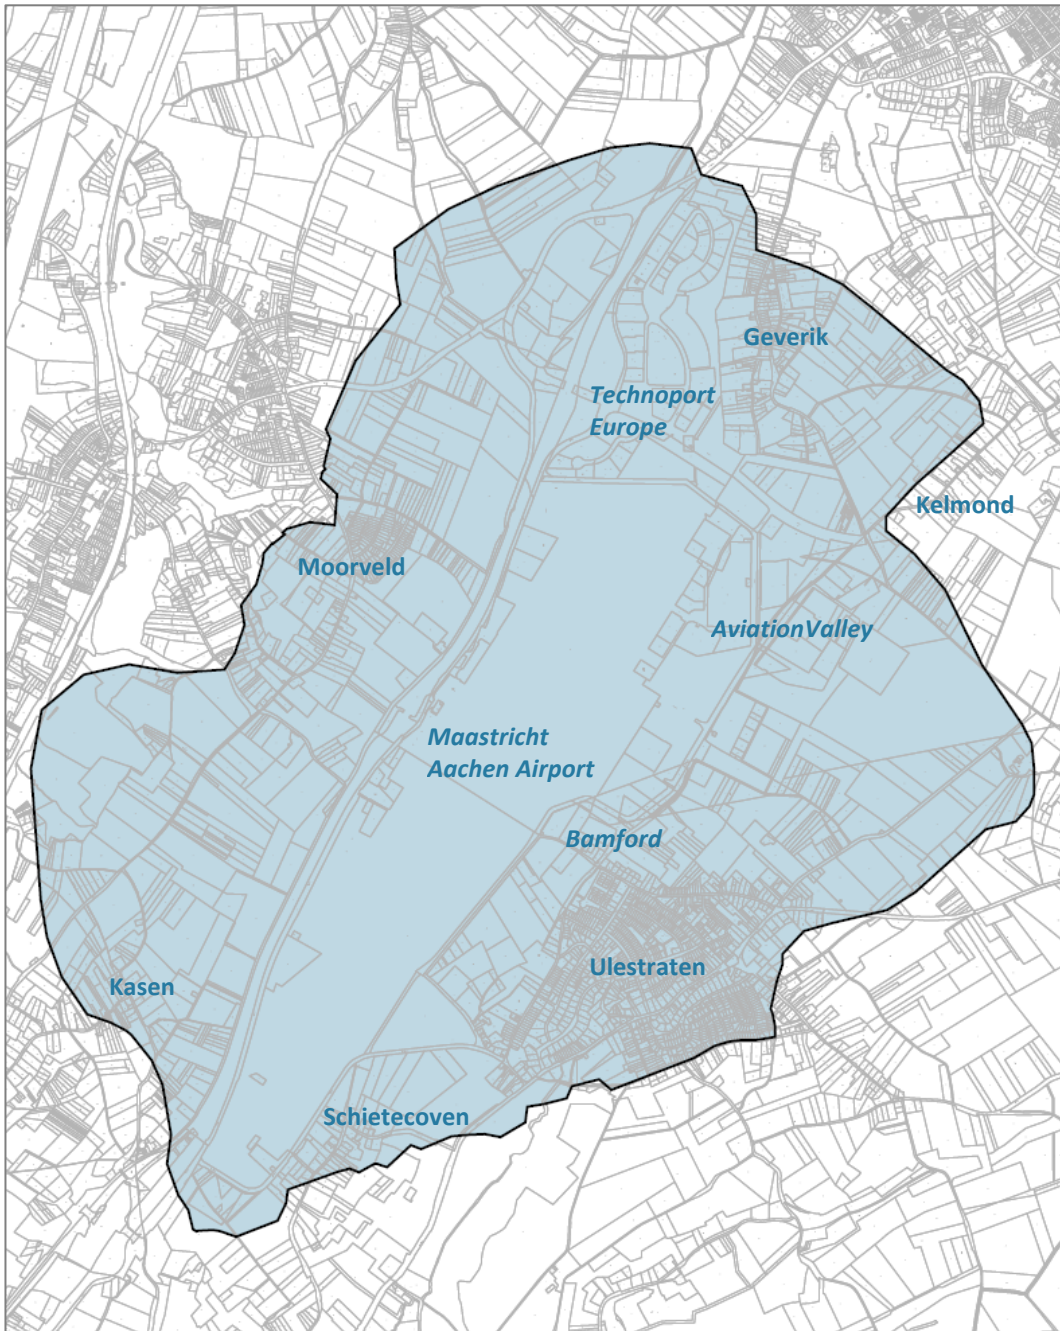 Geverik
Technoport
Europe
Kelmond
Moorveld
AviationValley
Maastricht
Aachen Airport
Bamford
Ulestraten
Kasen
Schietecoven